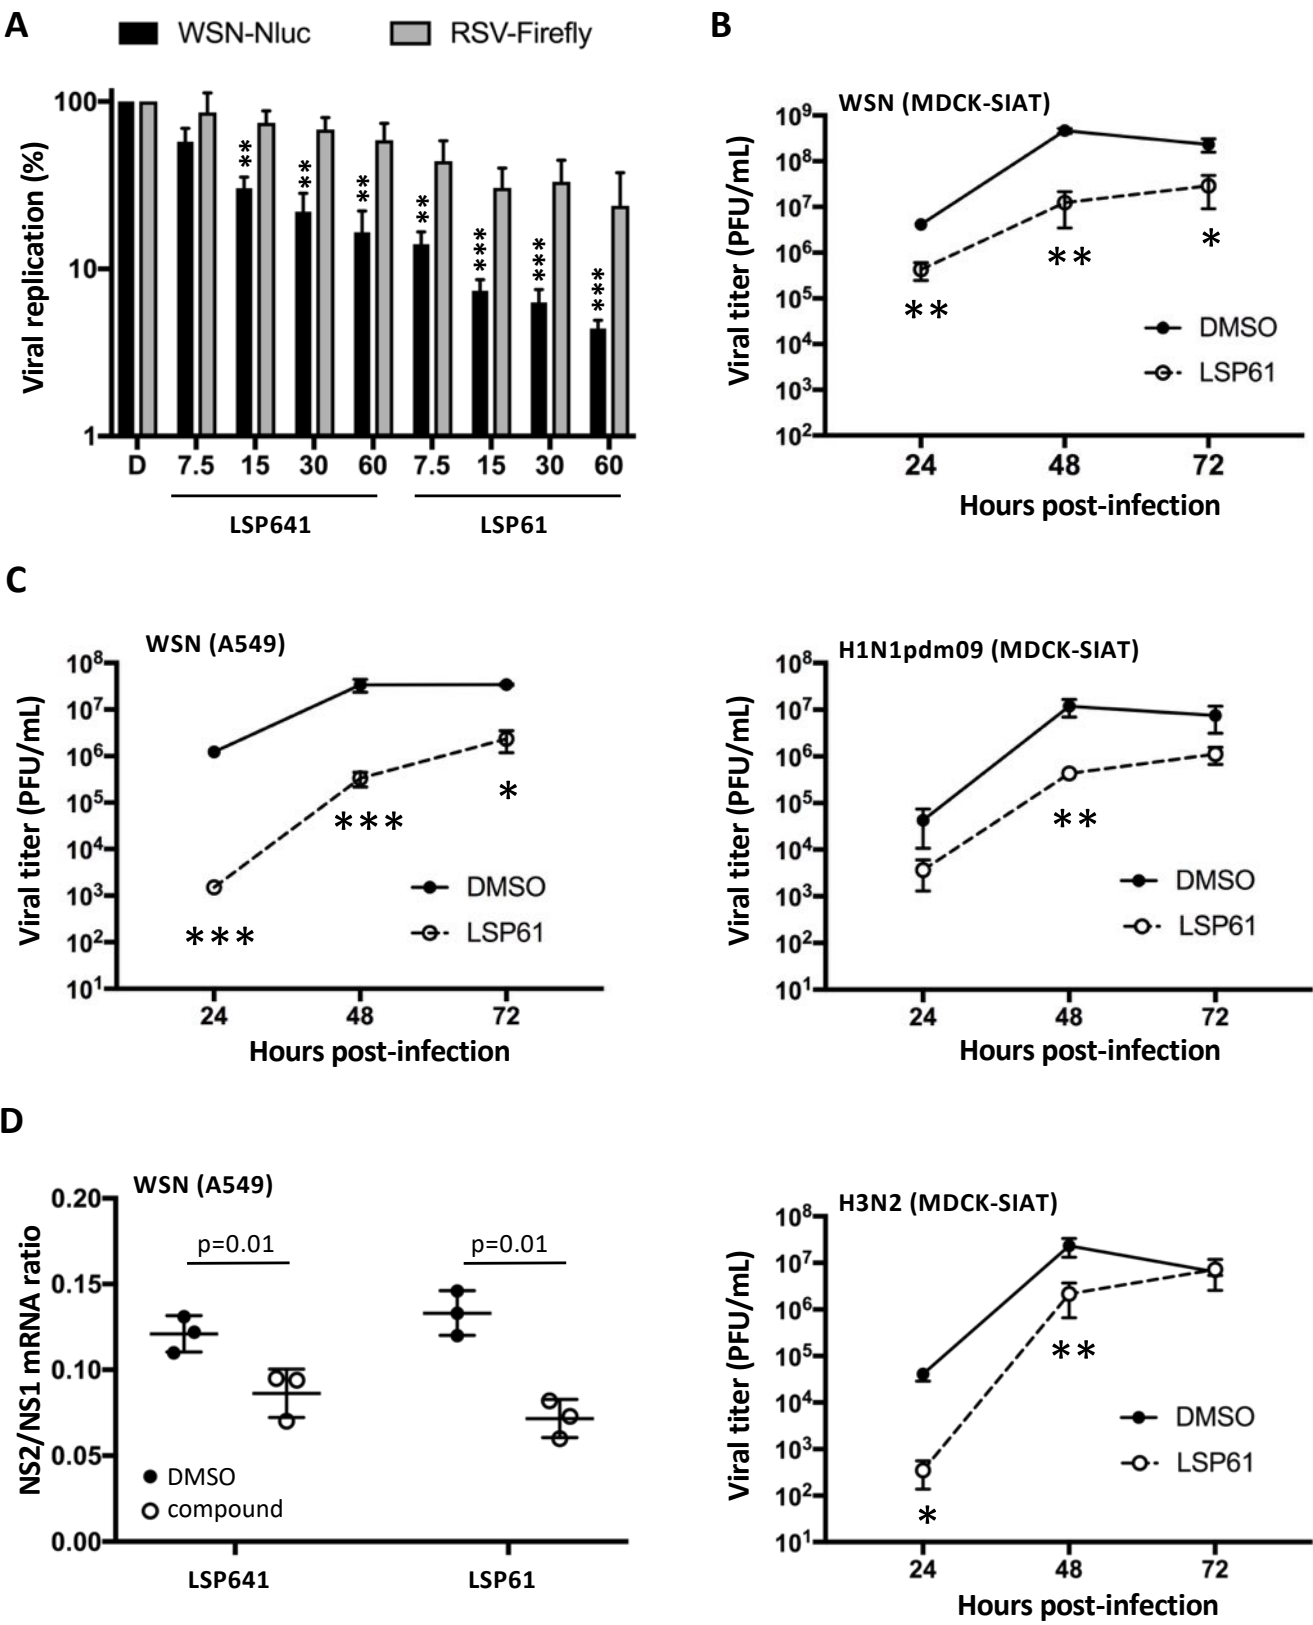 A
WSN-Nluc
RSV-Firefly
Viral replication (%)
100
10
1
**
**
**
**
***
***
***
D 7.5 15 30 60 7.5 15 30 60
LSP641 LSP61
B
WSN (MDCK-SIAT)
Viral titer (PFU/mL)
10⁹
10⁸
10⁷
10⁶
10⁵
10⁴
10³
10²
**
**
*
DMSO
LSP61
24 48 72
Hours post-infection
C
WSN (A549)
Viral titer (PFU/mL)
10⁸
10⁷
10⁶
10⁵
10⁴
10³
10²
10¹
***
***
*
DMSO
LSP61
24 48 72
Hours post-infection
H1N1pdm09 (MDCK-SIAT)
Viral titer (PFU/mL)
10⁸
10⁷
10⁶
10⁵
10⁴
10³
10²
10¹
**
DMSO
LSP61
24 48 72
Hours post-infection
D
WSN (A549)
NS2/NS1 mRNA ratio
0.20
0.15
0.10
0.05
0.00
p=0.01
p=0.01
DMSO
compound
LSP641 LSP61
H3N2 (MDCK-SIAT)
Viral titer (PFU/mL)
10⁸
10⁷
10⁶
10⁵
10⁴
10³
10²
10¹
*
**
DMSO
LSP61
24 48 72
Hours post-infection